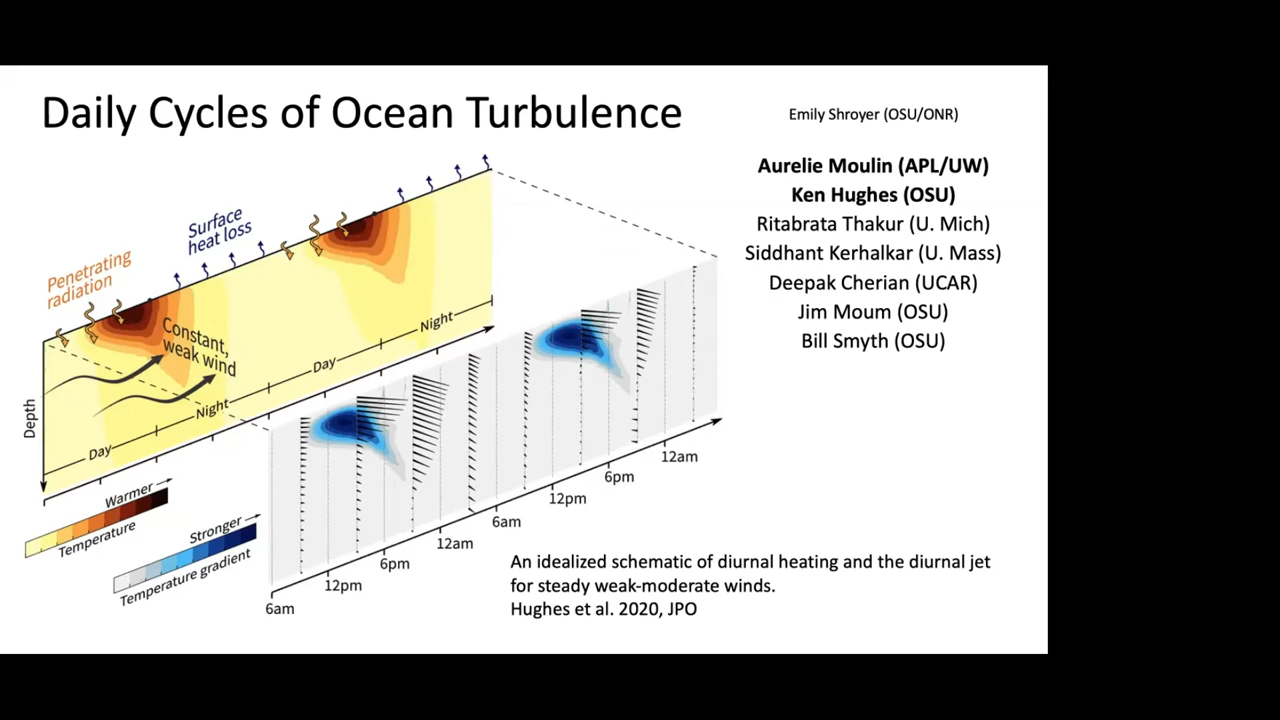 Daily Cycles of Ocean Turbulence
Emily Shroyer (OSU/ONR)
Aurelie Moulin (APL/UW)
Ken Hughes (OSU)
Ritabrata Thakur (U. Mich)
Siddhant Kerhalkar (U. Mass)
Deepak Cherian (UCAR)
Jim Moum (OSU)
Bill Smyth (OSU)
Penetrating
radiation
Surface
heat loss
Constant,
weak wind
Depth
Day
Night
Day
Night
Warmer
Temperature
Stronger
Temperature gradient
6am
12pm
6pm
12am
6am
12pm
6pm
12am
An idealized schematic of diurnal heating and the diurnal jet
for steady weak-moderate winds.
Hughes et al. 2020, JPO